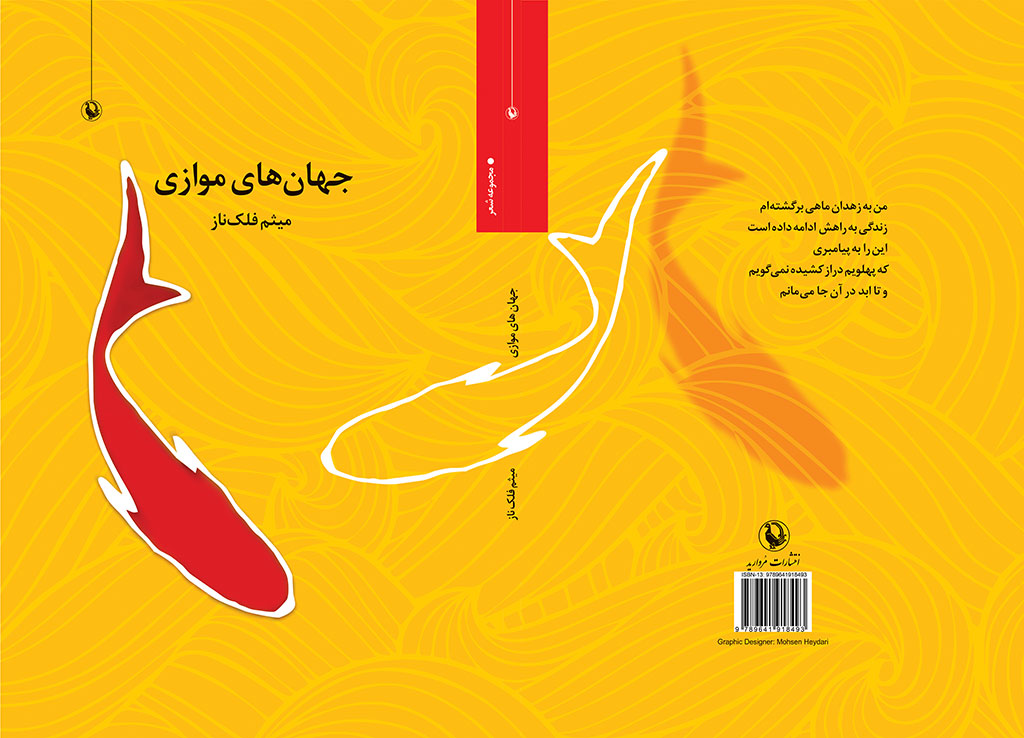 جهان‌های موازی
میثم فلک‌ناز
مجموعه شعر
جهان های موازی
میثم فلک ناز
من به زهدان ماهی برگشته‌ام
زندگی به راهش ادامه داده است
این را به پیامبری
که پهلویم دراز کشیده نمی‌گویم
و تا ابد در آن جا می‌مانم
انتشارات مروارید
ISBN-13: 9789641918493
9 789641 918493
Graphic Designer: Mohsen Heydari